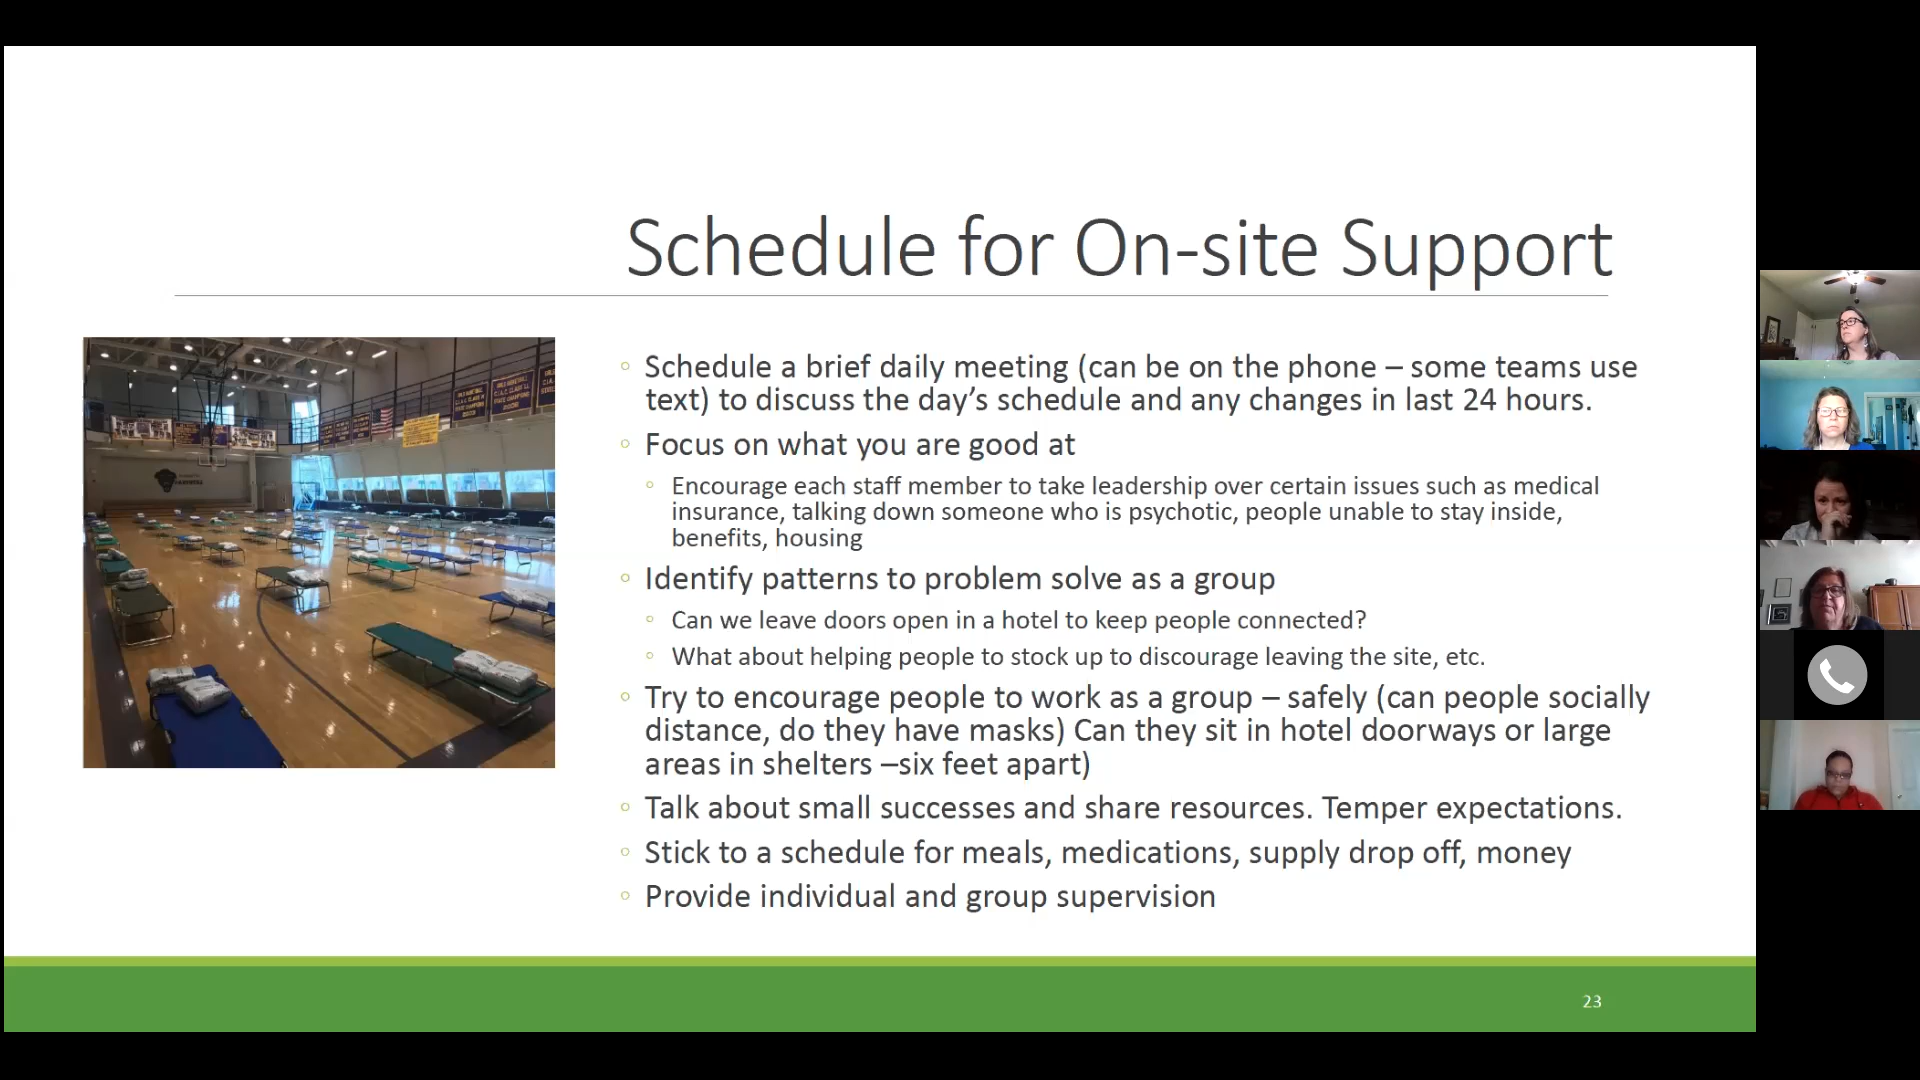 Schedule for On-site Support
◦ Schedule a brief daily meeting (can be on the phone – some teams use
text) to discuss the day’s schedule and any changes in last 24 hours.
◦ Focus on what you are good at
◦ Encourage each staff member to take leadership over certain issues such as medical
insurance, talking down someone who is psychotic, people unable to stay inside,
benefits, housing
◦ Identify patterns to problem solve as a group
◦ Can we leave doors open in a hotel to keep people connected?
◦ What about helping people to stock up to discourage leaving the site, etc.
◦ Try to encourage people to work as a group – safely (can people socially
distance, do they have masks) Can they sit in hotel doorways or large
areas in shelters –six feet apart)
◦ Talk about small successes and share resources. Temper expectations.
◦ Stick to a schedule for meals, medications, supply drop off, money
◦ Provide individual and group supervision
23